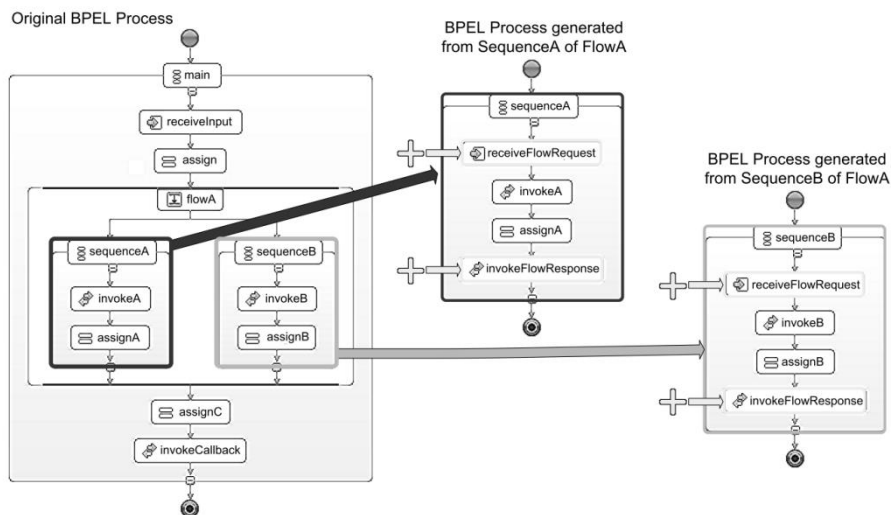 Original BPEL Process
main
receiveInput
assign
flowA
sequenceA
sequenceB
invokeA
invokeB
assignA
assignB
assignC
invokeCallback
BPEL Process generated
from SequenceA of FlowA
sequenceA
receiveFlowRequest
invokeA
assignA
invokeFlowResponse
BPEL Process generated
from SequenceB of FlowA
sequenceB
receiveFlowRequest
invokeB
assignB
invokeFlowResponse